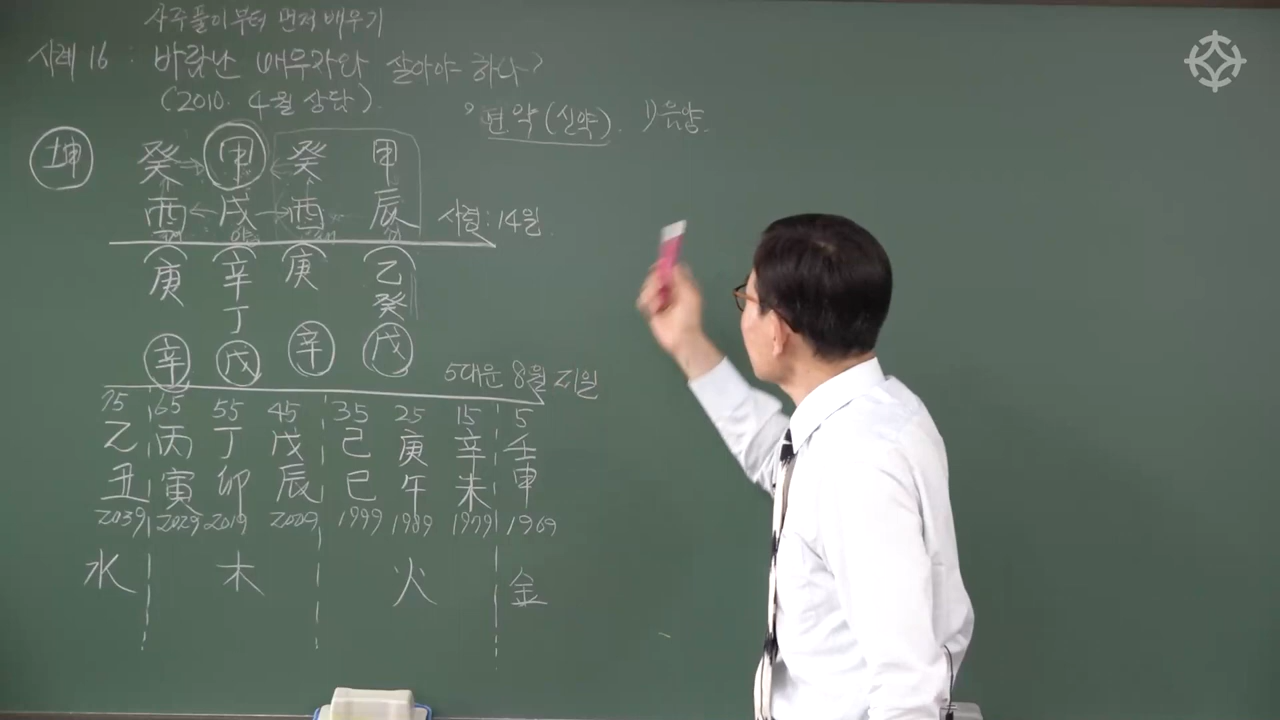 사주풀이부터 먼저 배우기
사례 16 : 바람난 배우자와 살아야 하나?
(2010. 4월 상담)
편약(신약). 1) 음양.
坤 癸 甲 癸 甲
酉 戌 酉 辰 사령: 14일
庚 辛 庚 乙
丁 癸
辛 戊 辛 戊
5대운 8월 21일
75 65 55 45 35 25 15 5
乙 丙 丁 戊 己 庚 辛 壬
丑 寅 卯 辰 巳 午 未 申
2039 2029 2019 2009 1999 1989 1979 1969
水 木 火 金